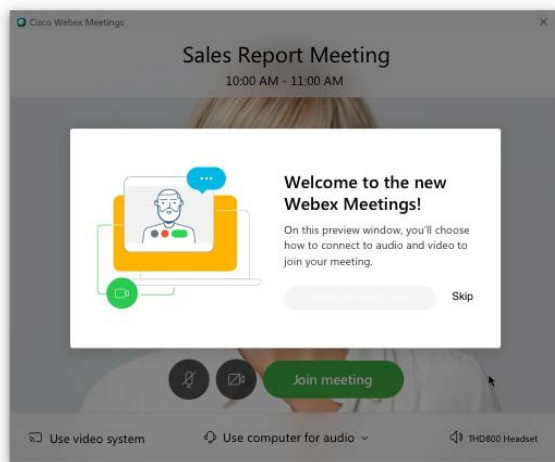 Cisco Webex Meetings
Sales Report Meeting
10:00 AM - 11:00 AM
Welcome to the new
Webex Meetings!
On this preview window, you'll choose
how to connect to audio and video to
join your meeting.
Skip
Join meeting
Use video system
Use computer for audio
THD800 Headset